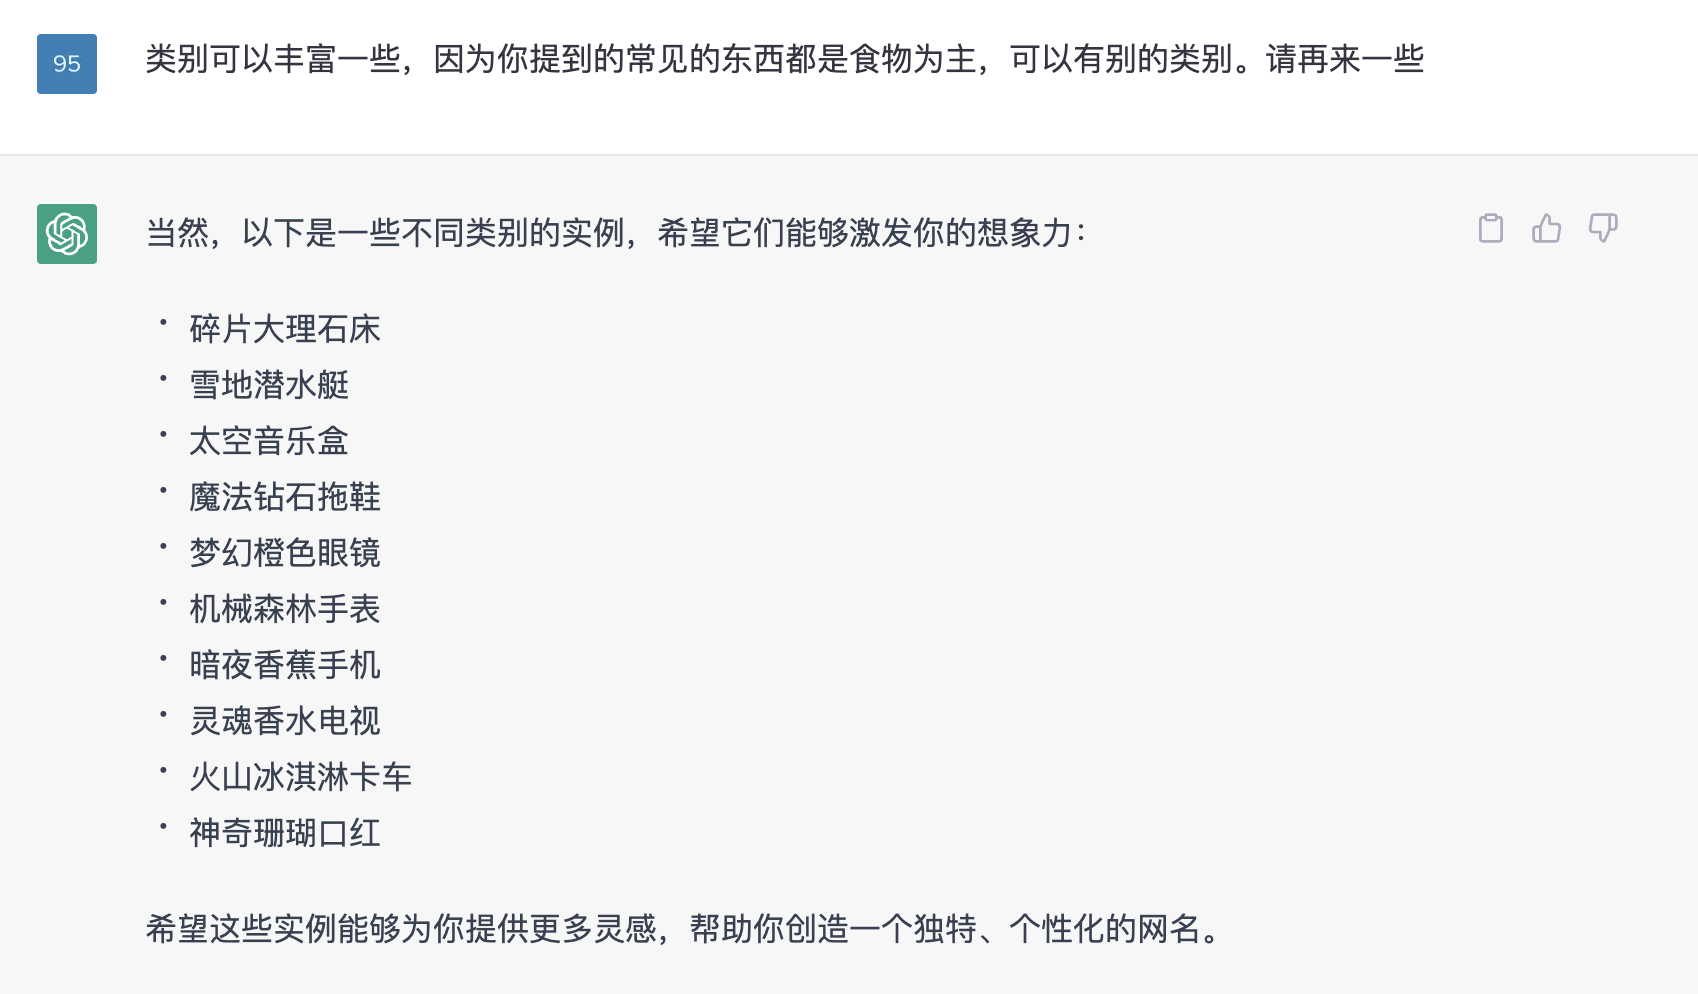 95
类别可以丰富一些，因为你提到的常见的东西都是食物为主，可以有别的类别。请再来一些
当然，以下是一些不同类别的实例，希望它们能够激发你的想象力：
• 碎片大理石床
• 雪地潜水艇
• 太空音乐盒
• 魔法钻石拖鞋
• 梦幻橙色眼镜
• 机械森林手表
• 暗夜香蕉手机
• 灵魂香水电视
• 火山冰淇淋卡车
• 神奇珊瑚口红
希望这些实例能够为你提供更多灵感，帮助你创造一个独特、个性化的网名。